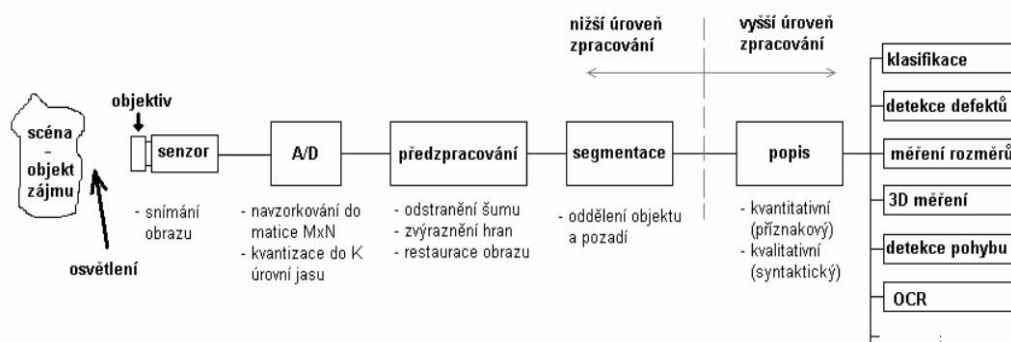 nižší úroveň
zpracování
vyšší úroveň
zpracování
scéna
-
objekt
zájmu
osvětlení
objektiv
senzor
- snímání
obrazu
A/D
- navzorkování do
matice MxN
- kvantizace do K
úrovní jasu
předzpracování
- odstranění šumu
- zvýraznění hran
- restaurace obrazu
segmentace
- oddělení objektu
a pozadí
popis
- kvantitativní
(příznakový)
- kvalitativní
(syntaktický)
klasifikace
detekce defektů
měření rozměrů
3D měření
detekce pohybu
OCR